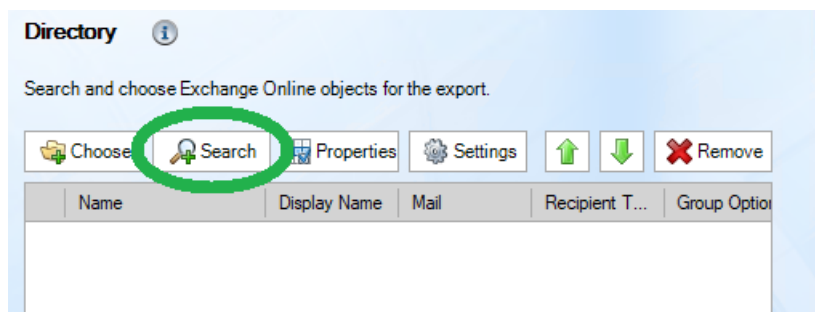 Directory
Search and choose Exchange Online objects for the export.
Choose Search Properties Settings Remove
Name Display Name Mail Recipient T... Group Option